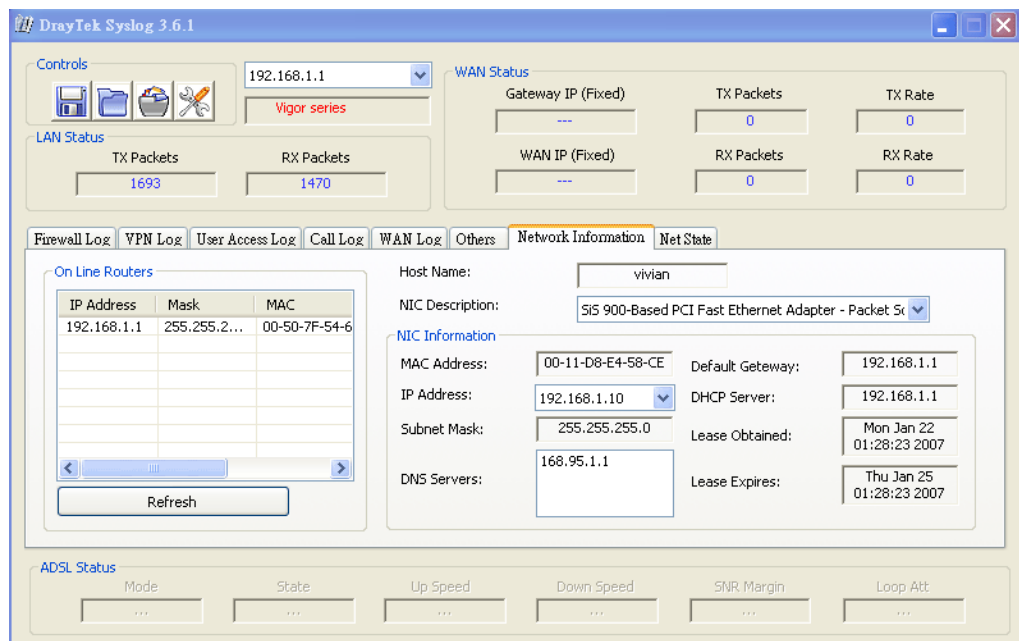 DrayTek Syslog 3.6.1
Controls
192.168.1.1
Vigor series
LAN Status
TX Packets
RX Packets
1693
1470
WAN Status
Gateway IP (Fixed)
TX Packets
TX Rate
---
0
0
WAN IP (Fixed)
RX Packets
RX Rate
---
0
0
Firewall Log
VPN Log
User Access Log
Call Log
WAN Log
Others
Network Information
Net State
On Line Routers
IP Address
Mask
MAC
192.168.1.1
255.255.2...
00-50-7F-54-6
Refresh
Host Name:
vivian
NIC Description:
SiS 900-Based PCI Fast Ethernet Adapter - Packet Sc
NIC Information
MAC Address:
00-11-D8-E4-58-CE
IP Address:
192.168.1.10
Subnet Mask:
255.255.255.0
DNS Servers:
168.95.1.1
Default Geteway:
192.168.1.1
DHCP Server:
192.168.1.1
Lease Obtained:
Mon Jan 22
01:28:23 2007
Lease Expires:
Thu Jan 25
01:28:23 2007
ADSL Status
Mode
State
Up Speed
Down Speed
SNR Margin
Loop Att
...
...
...
...
...
...